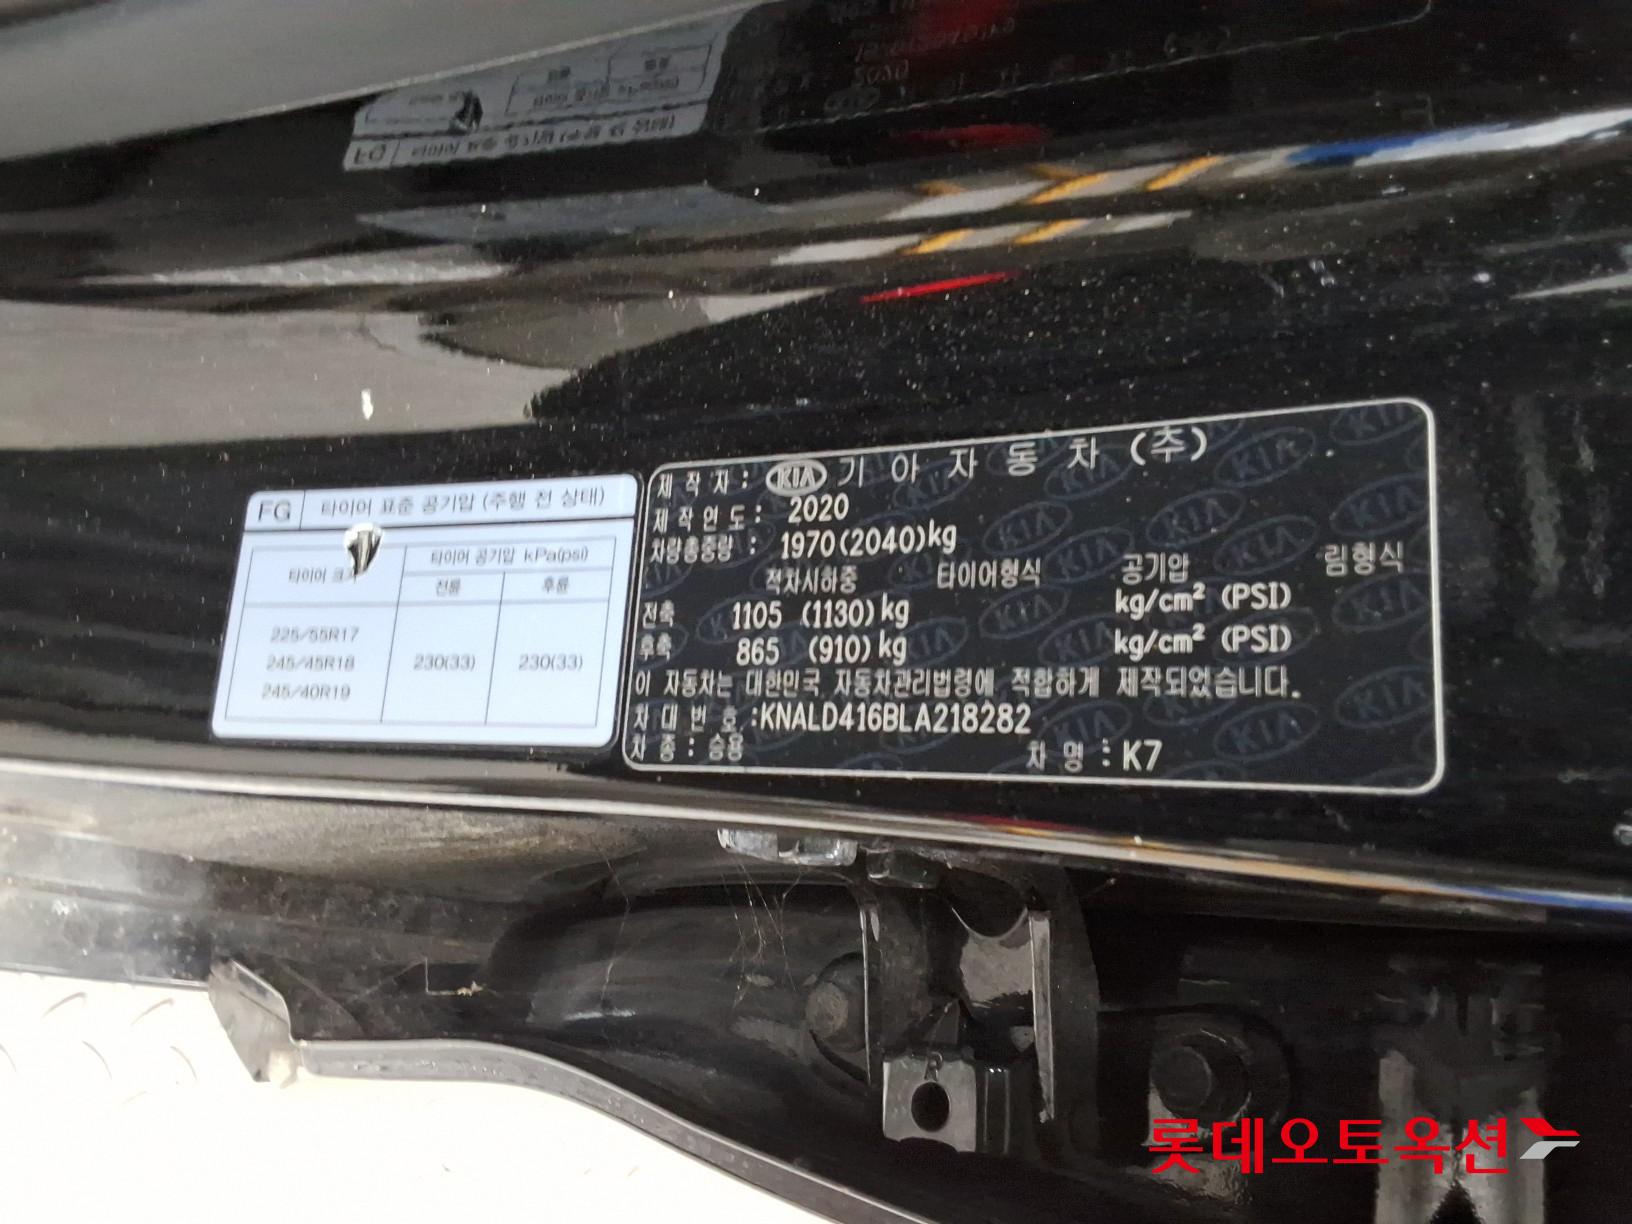 FG 타이어 표준 공기압 (주행 전 상태)
타이어 공기압 kPa(psi)
타이어
전륜 후륜
225/55R17
245/45R18 230(33) 230(33)
245/40R19
제작자: KIA 기아자동차(주)
제작연도: 2020
차량총중량: 1970(2040)kg
적차시하중 타이어형식 공기압 림형식
전축 1105 (1130)kg kg/cm² (PSI)
후축 865 (910)kg kg/cm² (PSI)
이 자동차는 대한민국 자동차관리법령에 적합하게 제작되었습니다.
차대번호:KNALD416BLA218282
차종:승용 차명:K7
롯데오토옥션